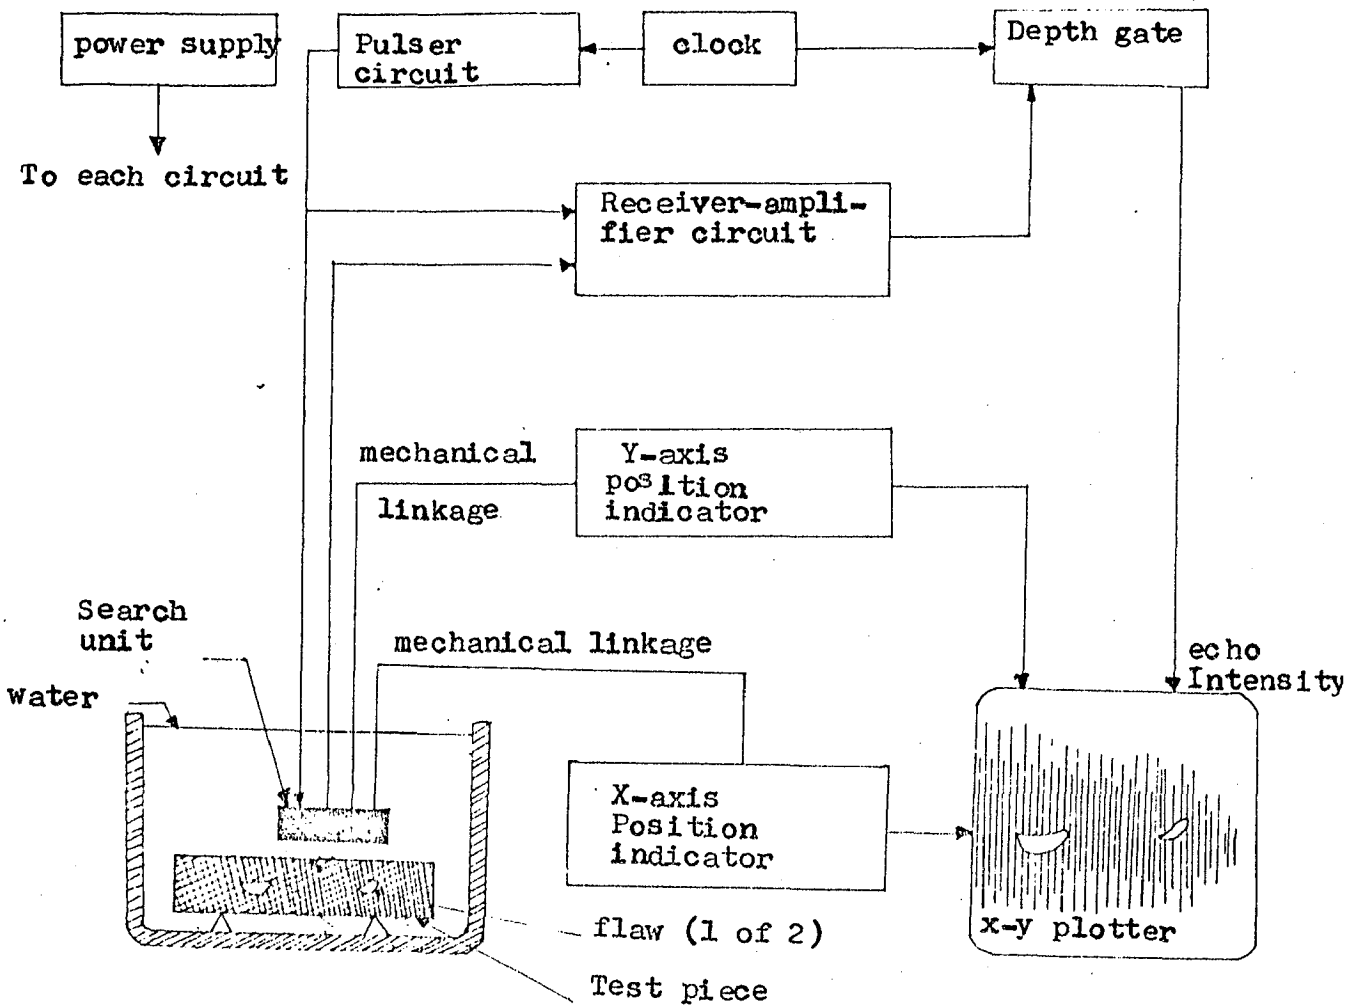 power supply
Pulser
circuit
clock
Depth gate
To each circuit
Receiver-ampli-
fier circuit
mechanical
linkage
Y-axis
position
indicator
Search
unit
water
mechanical linkage
echo
Intensity
X-axis
Position
indicator
x-y plotter
flaw (1 of 2)
Test piece